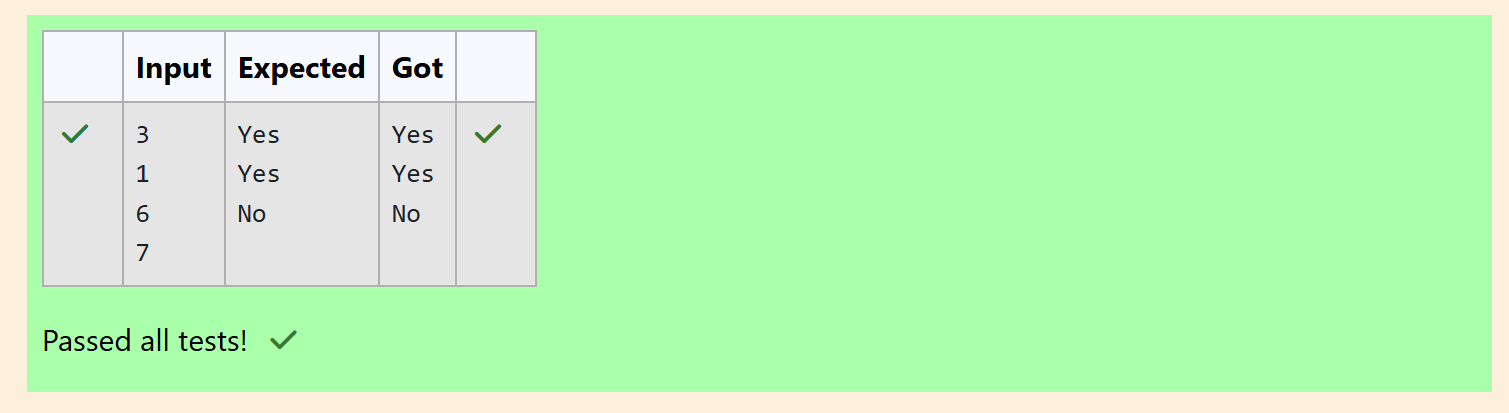 Input Expected Got
3 Yes Yes
1 Yes Yes
6 No No
7
Passed all tests!